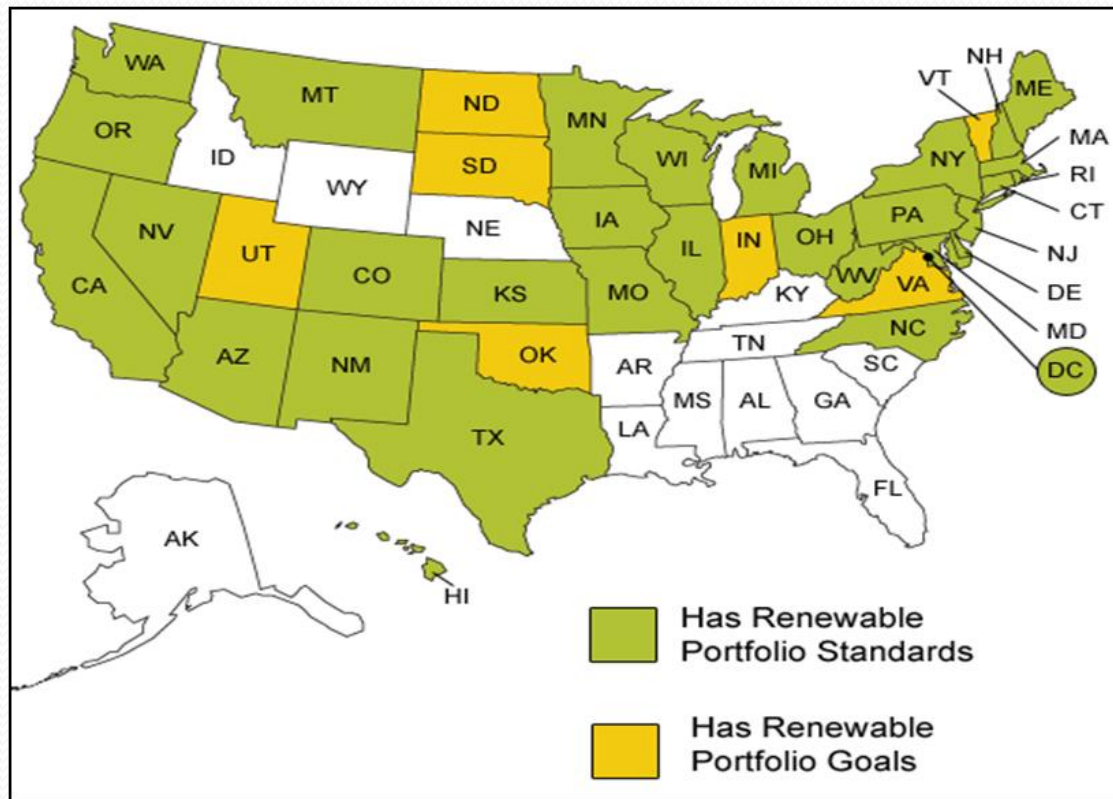 WA
MT
ND
MN
VT
NH
ME
OR
ID
SD
WI
MI
NY
MA
WY
RI
CT
NV
NE
IA
PA
NJ
CA
UT
CO
IL
IN
OH
WV
VA
DE
KS
MO
KY
MD
AZ
NM
OK
AR
TN
NC
DC
TX
LA
MS
AL
GA
SC
FL
AK
HI
Has Renewable
Portfolio Standards
Has Renewable
Portfolio Goals